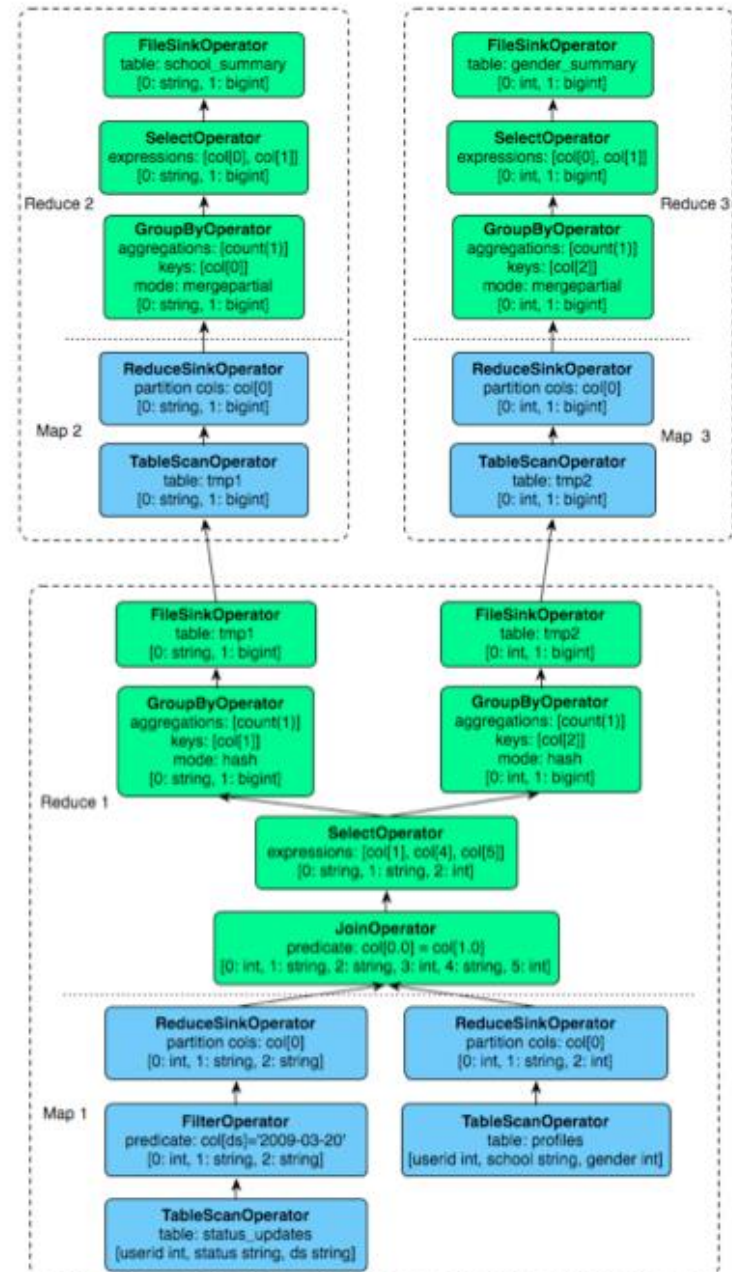 FileSinkOperator
table: school_summary
[0: string, 1: bigint]
SelectOperator
expressions: [col[0], col[1]]
[0: string, 1: bigint]
Reduce 2
GroupByOperator
aggregations: [count(1)]
keys: [col[0]]
mode: mergepartial
[0: string, 1: bigint]
ReduceSinkOperator
partition cols: col[0]
[0: string, 1: bigint]
Map 2
TableScanOperator
table: tmp1
[0: string, 1: bigint]
FileSinkOperator
table: gender_summary
[0: int, 1: bigint]
SelectOperator
expressions: [col[0], col[1]]
[0: int, 1: bigint]
Reduce 3
GroupByOperator
aggregations: [count(1)]
keys: [col[2]]
mode: mergepartial
[0: int, 1: bigint]
ReduceSinkOperator
partition cols: col[0]
[0: int, 1: bigint]
Map 3
TableScanOperator
table: tmp2
[0: int, 1: bigint]
FileSinkOperator
table: tmp1
[0: string, 1: bigint]
GroupByOperator
aggregations: [count(1)]
keys: [col[1]]
mode: hash
[0: string, 1: bigint]
FileSinkOperator
table: tmp2
[0: int, 1: bigint]
GroupByOperator
aggregations: [count(1)]
keys: [col[2]]
mode: hash
[0: int, 1: bigint]
Reduce 1
SelectOperator
expressions: [col[1], col[4], col[5]]
[0: string, 1: string, 2: int]
JoinOperator
predicate: col[0.0] = col[1.0]
[0: int, 1: string, 2: string, 3: int, 4: string, 5: int]
ReduceSinkOperator
partition cols: col[0]
[0: int, 1: string, 2: string]
Map 1
FilterOperator
predicate: col[ds]='2009-03-20'
[0: int, 1: string, 2: string]
TableScanOperator
table: status_updates
[userid int, status string, ds string]
ReduceSinkOperator
partition cols: col[0]
[0: int, 1: string, 2: int]
TableScanOperator
table: profiles
[userid int, school string, gender int]